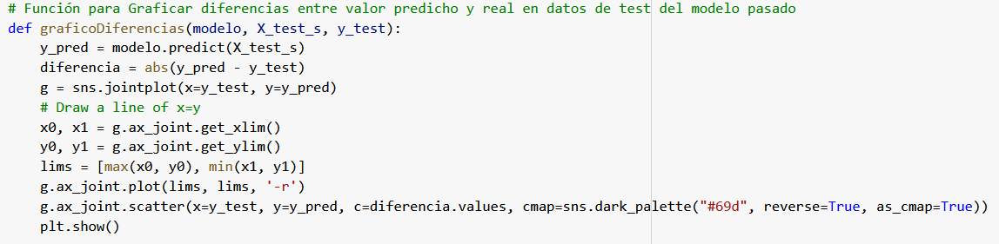 # Función para Graficar diferencias entre valor predicho y real en datos de test del modelo pasado
def graficoDiferencias(modelo, X_test_s, y_test):
    y_pred = modelo.predict(X_test_s)
    diferencia = abs(y_pred - y_test)
    g = sns.jointplot(x=y_test, y=y_pred)
    # Draw a line of x=y
    x0, x1 = g.ax_joint.get_xlim()
    y0, y1 = g.ax_joint.get_ylim()
    lims = [max(x0, y0), min(x1, y1)]
    g.ax_joint.plot(lims, lims, '-r')
    g.ax_joint.scatter(x=y_test, y=y_pred, c=diferencia.values, cmap=sns.dark_palette("#69d", reverse=True, as_cmap=True))
    plt.show()